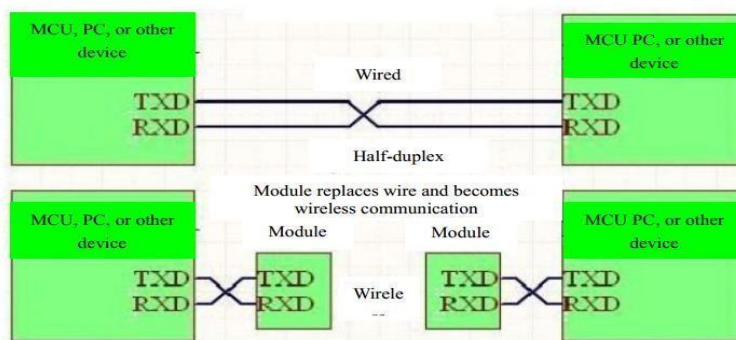 MCU, PC, or other
device
MCU PC, or other
device
Wired
TXD
TXD
RXD
RXD
Half-duplex
Module replaces wire and becomes
wireless communication
MCU, PC, or other
device
Module
Module
MCU PC, or other
device
TXD
TXD
TXD
TXD
RXD
RXD
Wirele
RXD
RXD